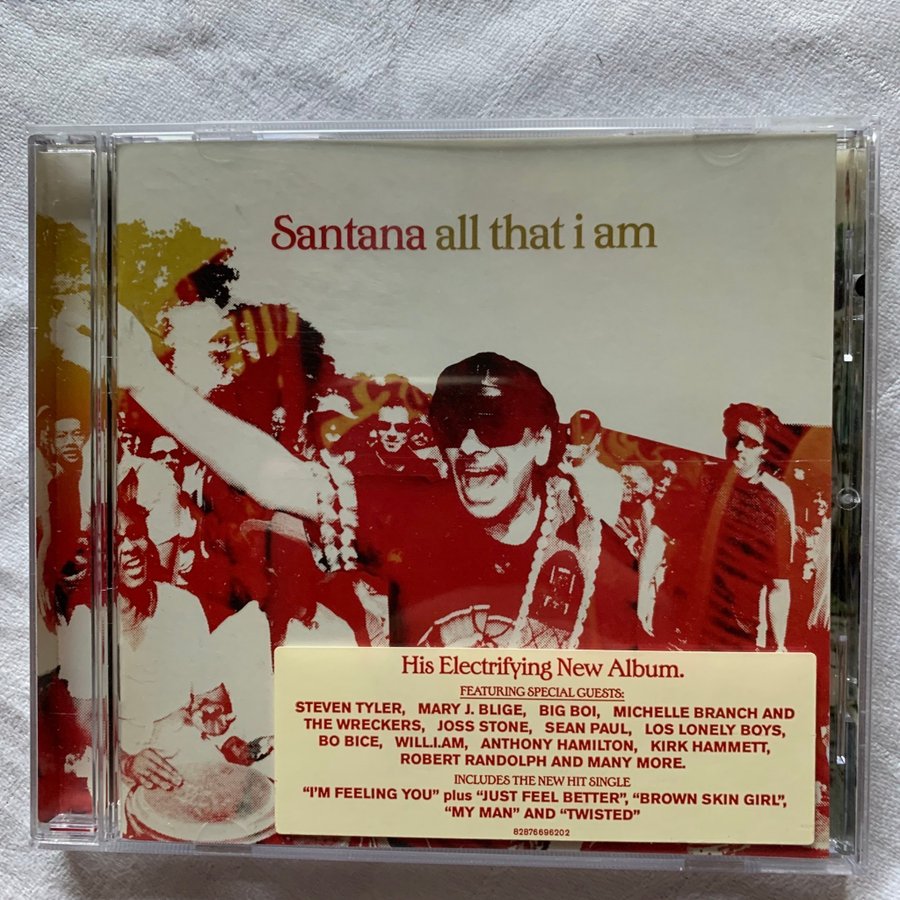 Santana all that i am
His Electrifying New Album.
FEATURING SPECIAL GUESTS:
STEVEN TYLER, MARY J. BLIGE, BIG BOI, MICHELLE BRANCH AND
THE WRECKERS, JOSS STONE, SEAN PAUL, LOS LONELY BOYS,
BO BICE, WILL.I.AM, ANTHONY HAMILTON, KIRK HAMMETT,
ROBERT RANDOLPH AND MANY MORE.
INCLUDES THE NEW HIT SINGLE
“I’M FEELING YOU” plus “JUST FEEL BETTER”, “BROWN SKIN GIRL”,
“MY MAN” AND “TWISTED”
82876696202